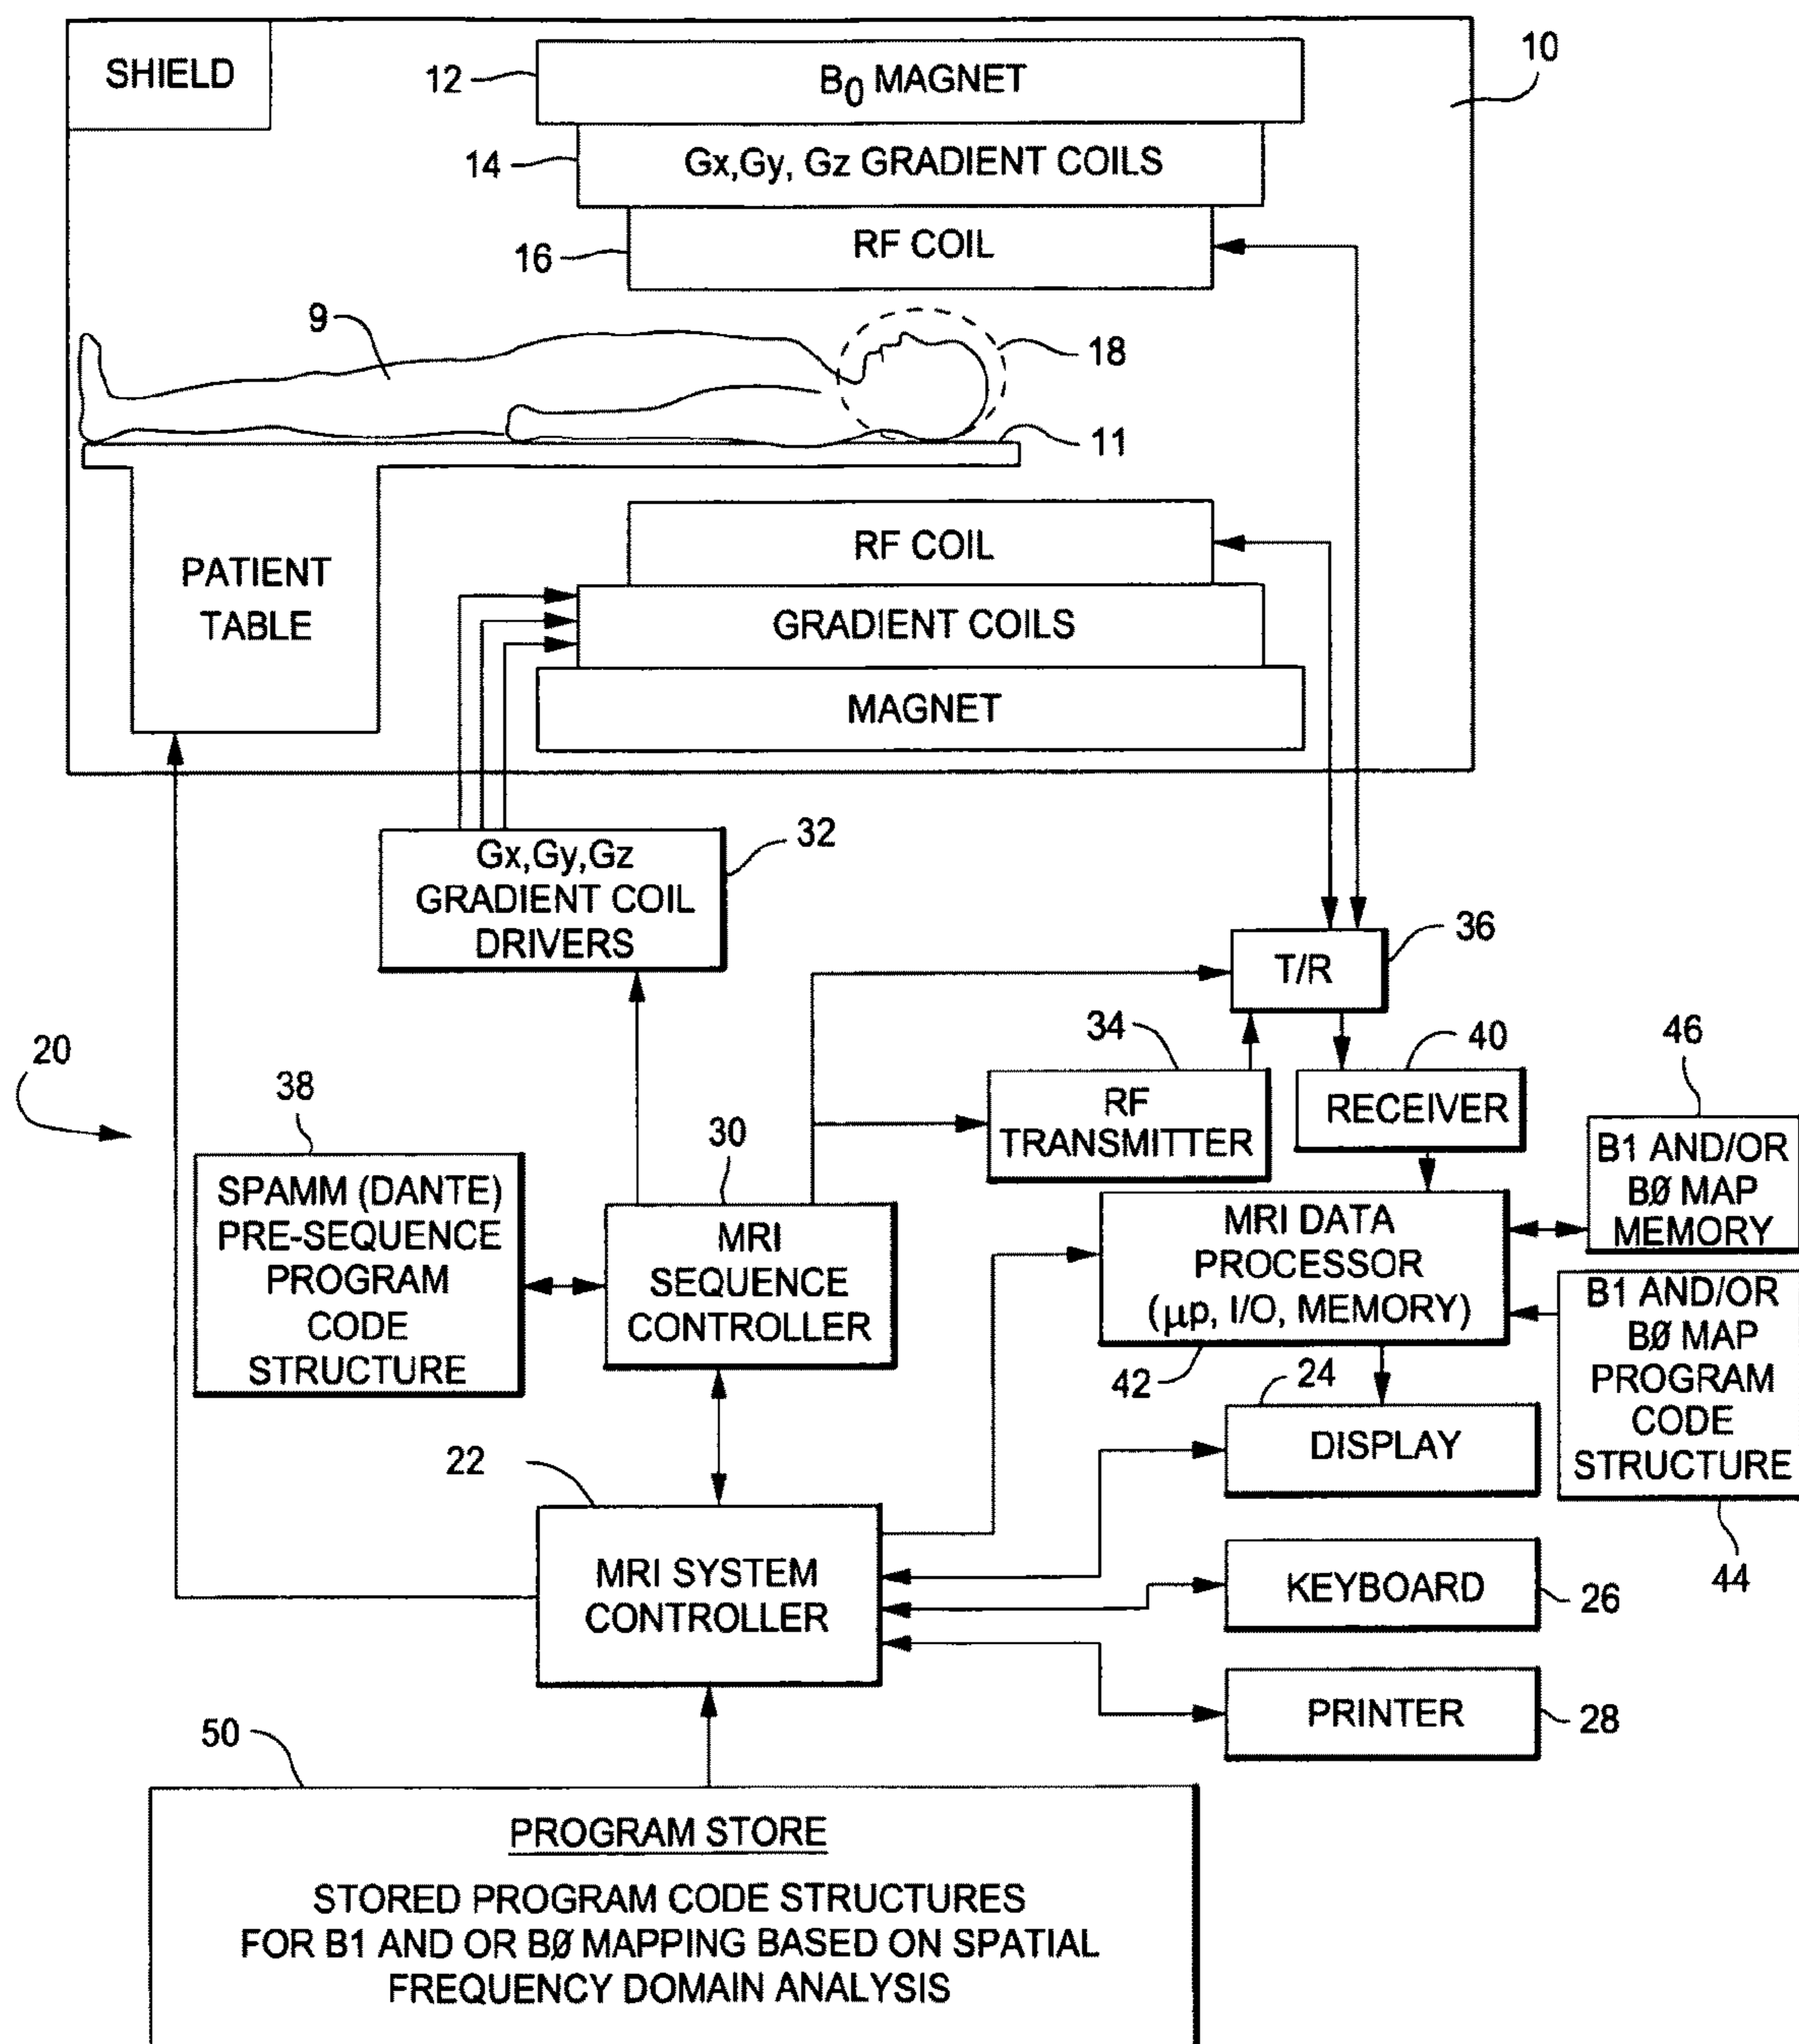 SHIELD
10
12
B0 MAGNET
14
Gx,Gy, Gz GRADIENT COILS
16
RF COIL
9
18
11
PATIENT
TABLE
RF COIL
GRADIENT COILS
MAGNET
32
Gx,Gy,Gz
GRADIENT COIL
DRIVERS
36
T/R
20
34
RF
TRANSMITTER
40
RECEIVER
46
B1 AND/OR
BØ MAP
MEMORY
38
SPAMM (DANTE)
PRE-SEQUENCE
PROGRAM
CODE
STRUCTURE
30
MRI
SEQUENCE
CONTROLLER
MRI DATA
PROCESSOR
(µp, I/O, MEMORY)
42
B1 AND/OR
BØ MAP
PROGRAM
CODE
STRUCTURE
44
24
DISPLAY
22
MRI SYSTEM
CONTROLLER
KEYBOARD
26
PRINTER
28
50
PROGRAM STORE
STORED PROGRAM CODE STRUCTURES
FOR B1 AND OR BØ MAPPING BASED ON SPATIAL
FREQUENCY DOMAIN ANALYSIS